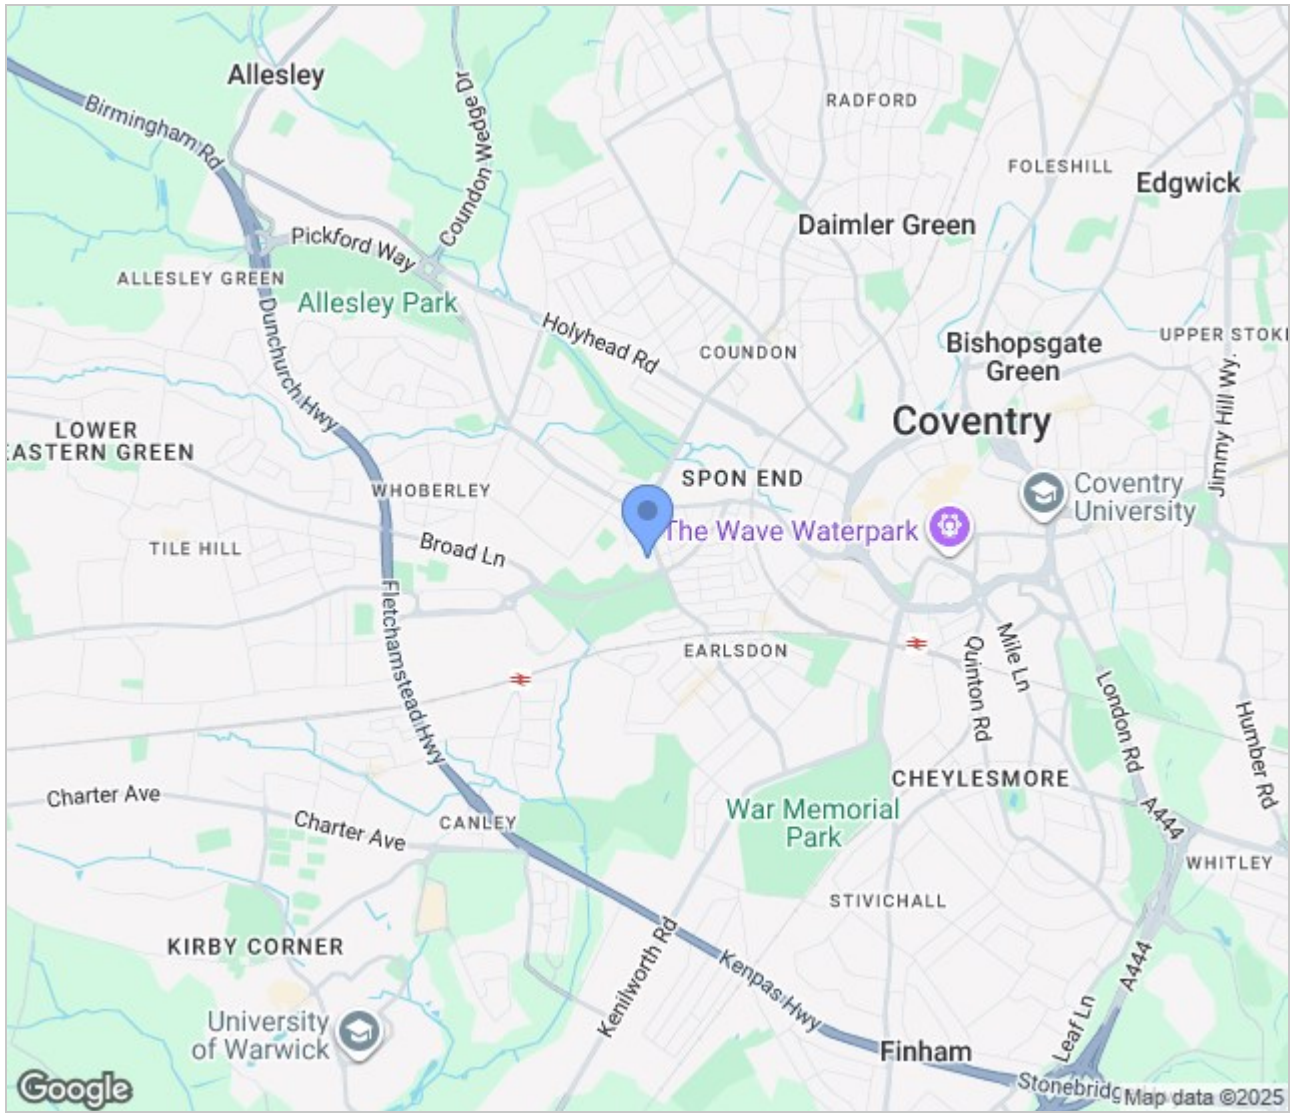 Allesley
RADFORD
Birmingham Rd
Coundon Wedge Dr
FOLESHILL
Edgwick
Daimler Green
Pickford Way
ALLESLEY GREEN
Allesley Park
Dunchurch Hwy
Holyhead Rd
COUNDON
Bishopsgate
Green
UPPER STOKE
Jimmy Hill Wy.
LOWER
EASTERN GREEN
Coventry
WHOBERLEY
SPON END
Coventry
University
The Wave Waterpark
TILE HILL
Broad Ln
Fletchamstead Hwy
EARLSDON
Quinton Rd
Mile Ln
London Rd
Humber Rd
Charter Ave
CHEYLESMORE
War Memorial
Park
Charter Ave
CANLEY
A444
WHITLEY
STIVICHALL
KIRBY CORNER
Kenilworth Rd
Kenpas Hwy
A444
Leaf Ln
University
of Warwick
Finham
Stonebridg
Google
Map data ©2025